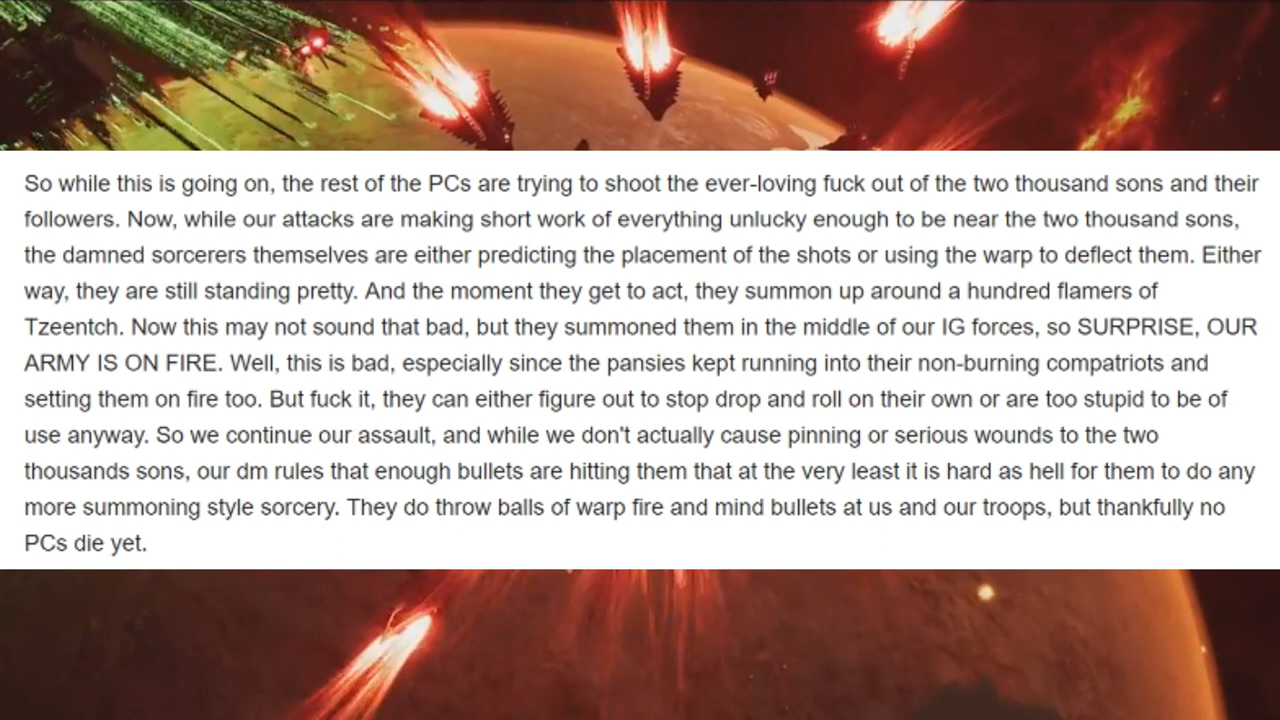 So while this is going on, the rest of the PCs are trying to shoot the ever-loving fuck out of the two thousand sons and their
followers. Now, while our attacks are making short work of everything unlucky enough to be near the two thousand sons,
the damned sorcerers themselves are either predicting the placement of the shots or using the warp to deflect them. Either
way, they are still standing pretty. And the moment they get to act, they summon up around a hundred flamers of
Tzeentch. Now this may not sound that bad, but they summoned them in the middle of our IG forces, so SURPRISE, OUR
ARMY IS ON FIRE. Well, this is bad, especially since the pansies kept running into their non-burning compatriots and
setting them on fire too. But fuck it, they can either figure out to stop drop and roll on their own or are too stupid to be of
use anyway. So we continue our assault, and while we don't actually cause pinning or serious wounds to the two
thousands sons, our dm rules that enough bullets are hitting them that at the very least it is hard as hell for them to do any
more summoning style sorcery. They do throw balls of warp fire and mind bullets at us and our troops, but thankfully no
PCs die yet.